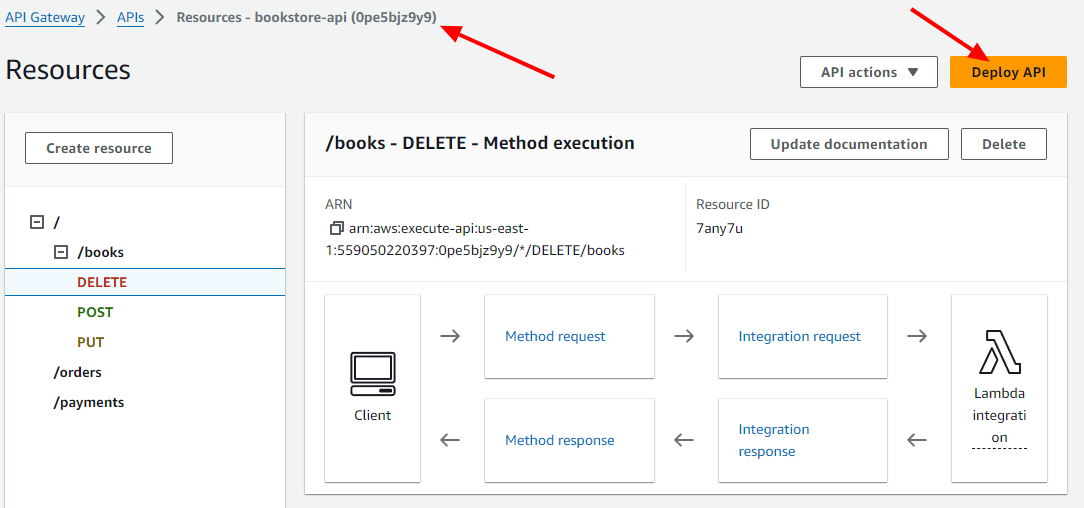 API Gateway > APIs > Resources - bookstore-api (0pe5bjz9y9)
Resources
API actions ▼
Deploy API
Create resource
/
/books
DELETE
POST
PUT
/orders
/payments
/books - DELETE - Method execution
Update documentation
Delete
ARN
arn:aws:execute-api:us-east-
1:559050220397:0pe5bjz9y9/*/DELETE/books
Resource ID
7any7u
Client
Method request
Integration request
Lambda
integrati
on
Method response
Integration
response